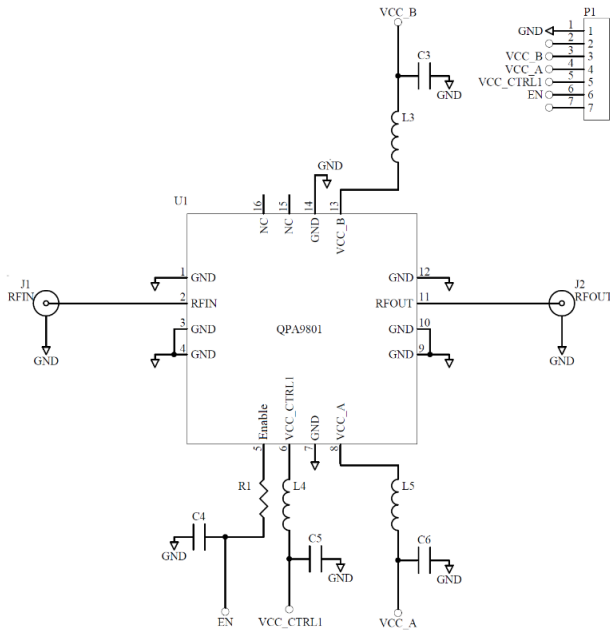 VCC_B
P1
GND 1 1
2 2
VCC_B 3 3
VCC_A 4 4
VCC_CTRL1 5 5
EN 6 6
7 7
C3
GND
L3
GND
U1
16 15 14 13
NC NC GND VCC_B
J1
RFIN
1 GND
GND 12
J2
RFOUT
2 RFIN
RFOUT 11
3 GND
GND 10
QPA9801
4 GND
GND 9
GND
GND
Enable VCC_CTRL1 GND VCC_A
5 6 7 8
R1
L4
L5
C4
GND
C5
GND
C6
GND
EN
VCC_CTRL1
VCC_A